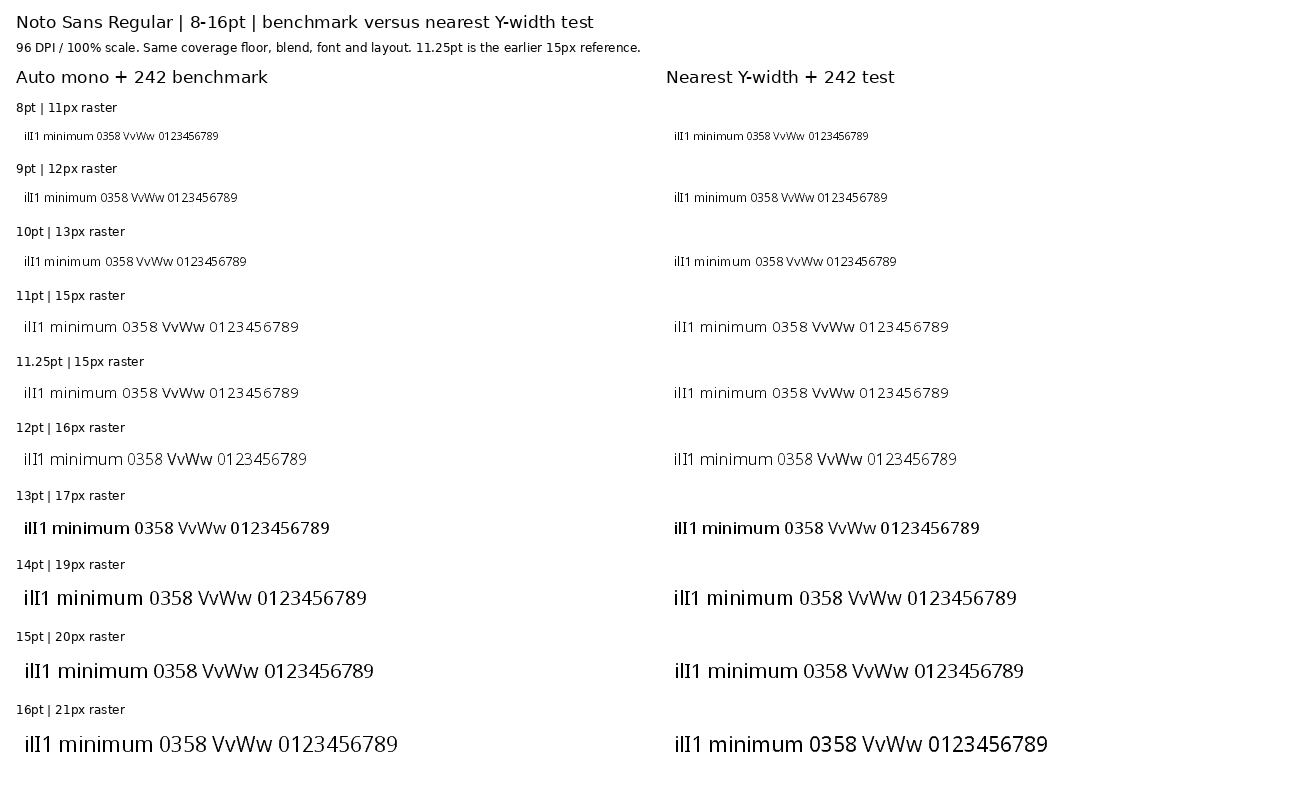 Noto Sans Regular | 8-16pt | benchmark versus nearest Y-width test
96 DPI / 100% scale. Same coverage floor, blend, font and layout. 11.25pt is the earlier 15px reference.
Auto mono + 242 benchmark
Nearest Y-width + 242 test
8pt | 11px raster
ilI1 minimum 0358 VvWw 0123456789
ilI1 minimum 0358 VvWw 0123456789
9pt | 12px raster
ilI1 minimum 0358 VvWw 0123456789
ilI1 minimum 0358 VvWw 0123456789
10pt | 13px raster
ilI1 minimum 0358 VvWw 0123456789
ilI1 minimum 0358 VvWw 0123456789
11pt | 15px raster
ilI1 minimum 0358 VvWw 0123456789
ilI1 minimum 0358 VvWw 0123456789
11.25pt | 15px raster
ilI1 minimum 0358 VvWw 0123456789
ilI1 minimum 0358 VvWw 0123456789
12pt | 16px raster
ilI1 minimum 0358 VvWw 0123456789
ilI1 minimum 0358 VvWw 0123456789
13pt | 17px raster
ilI1 minimum 0358 VvWw 0123456789
ilI1 minimum 0358 VvWw 0123456789
14pt | 19px raster
ilI1 minimum 0358 VvWw 0123456789
ilI1 minimum 0358 VvWw 0123456789
15pt | 20px raster
ilI1 minimum 0358 VvWw 0123456789
ilI1 minimum 0358 VvWw 0123456789
16pt | 21px raster
ilI1 minimum 0358 VvWw 0123456789
ilI1 minimum 0358 VvWw 0123456789